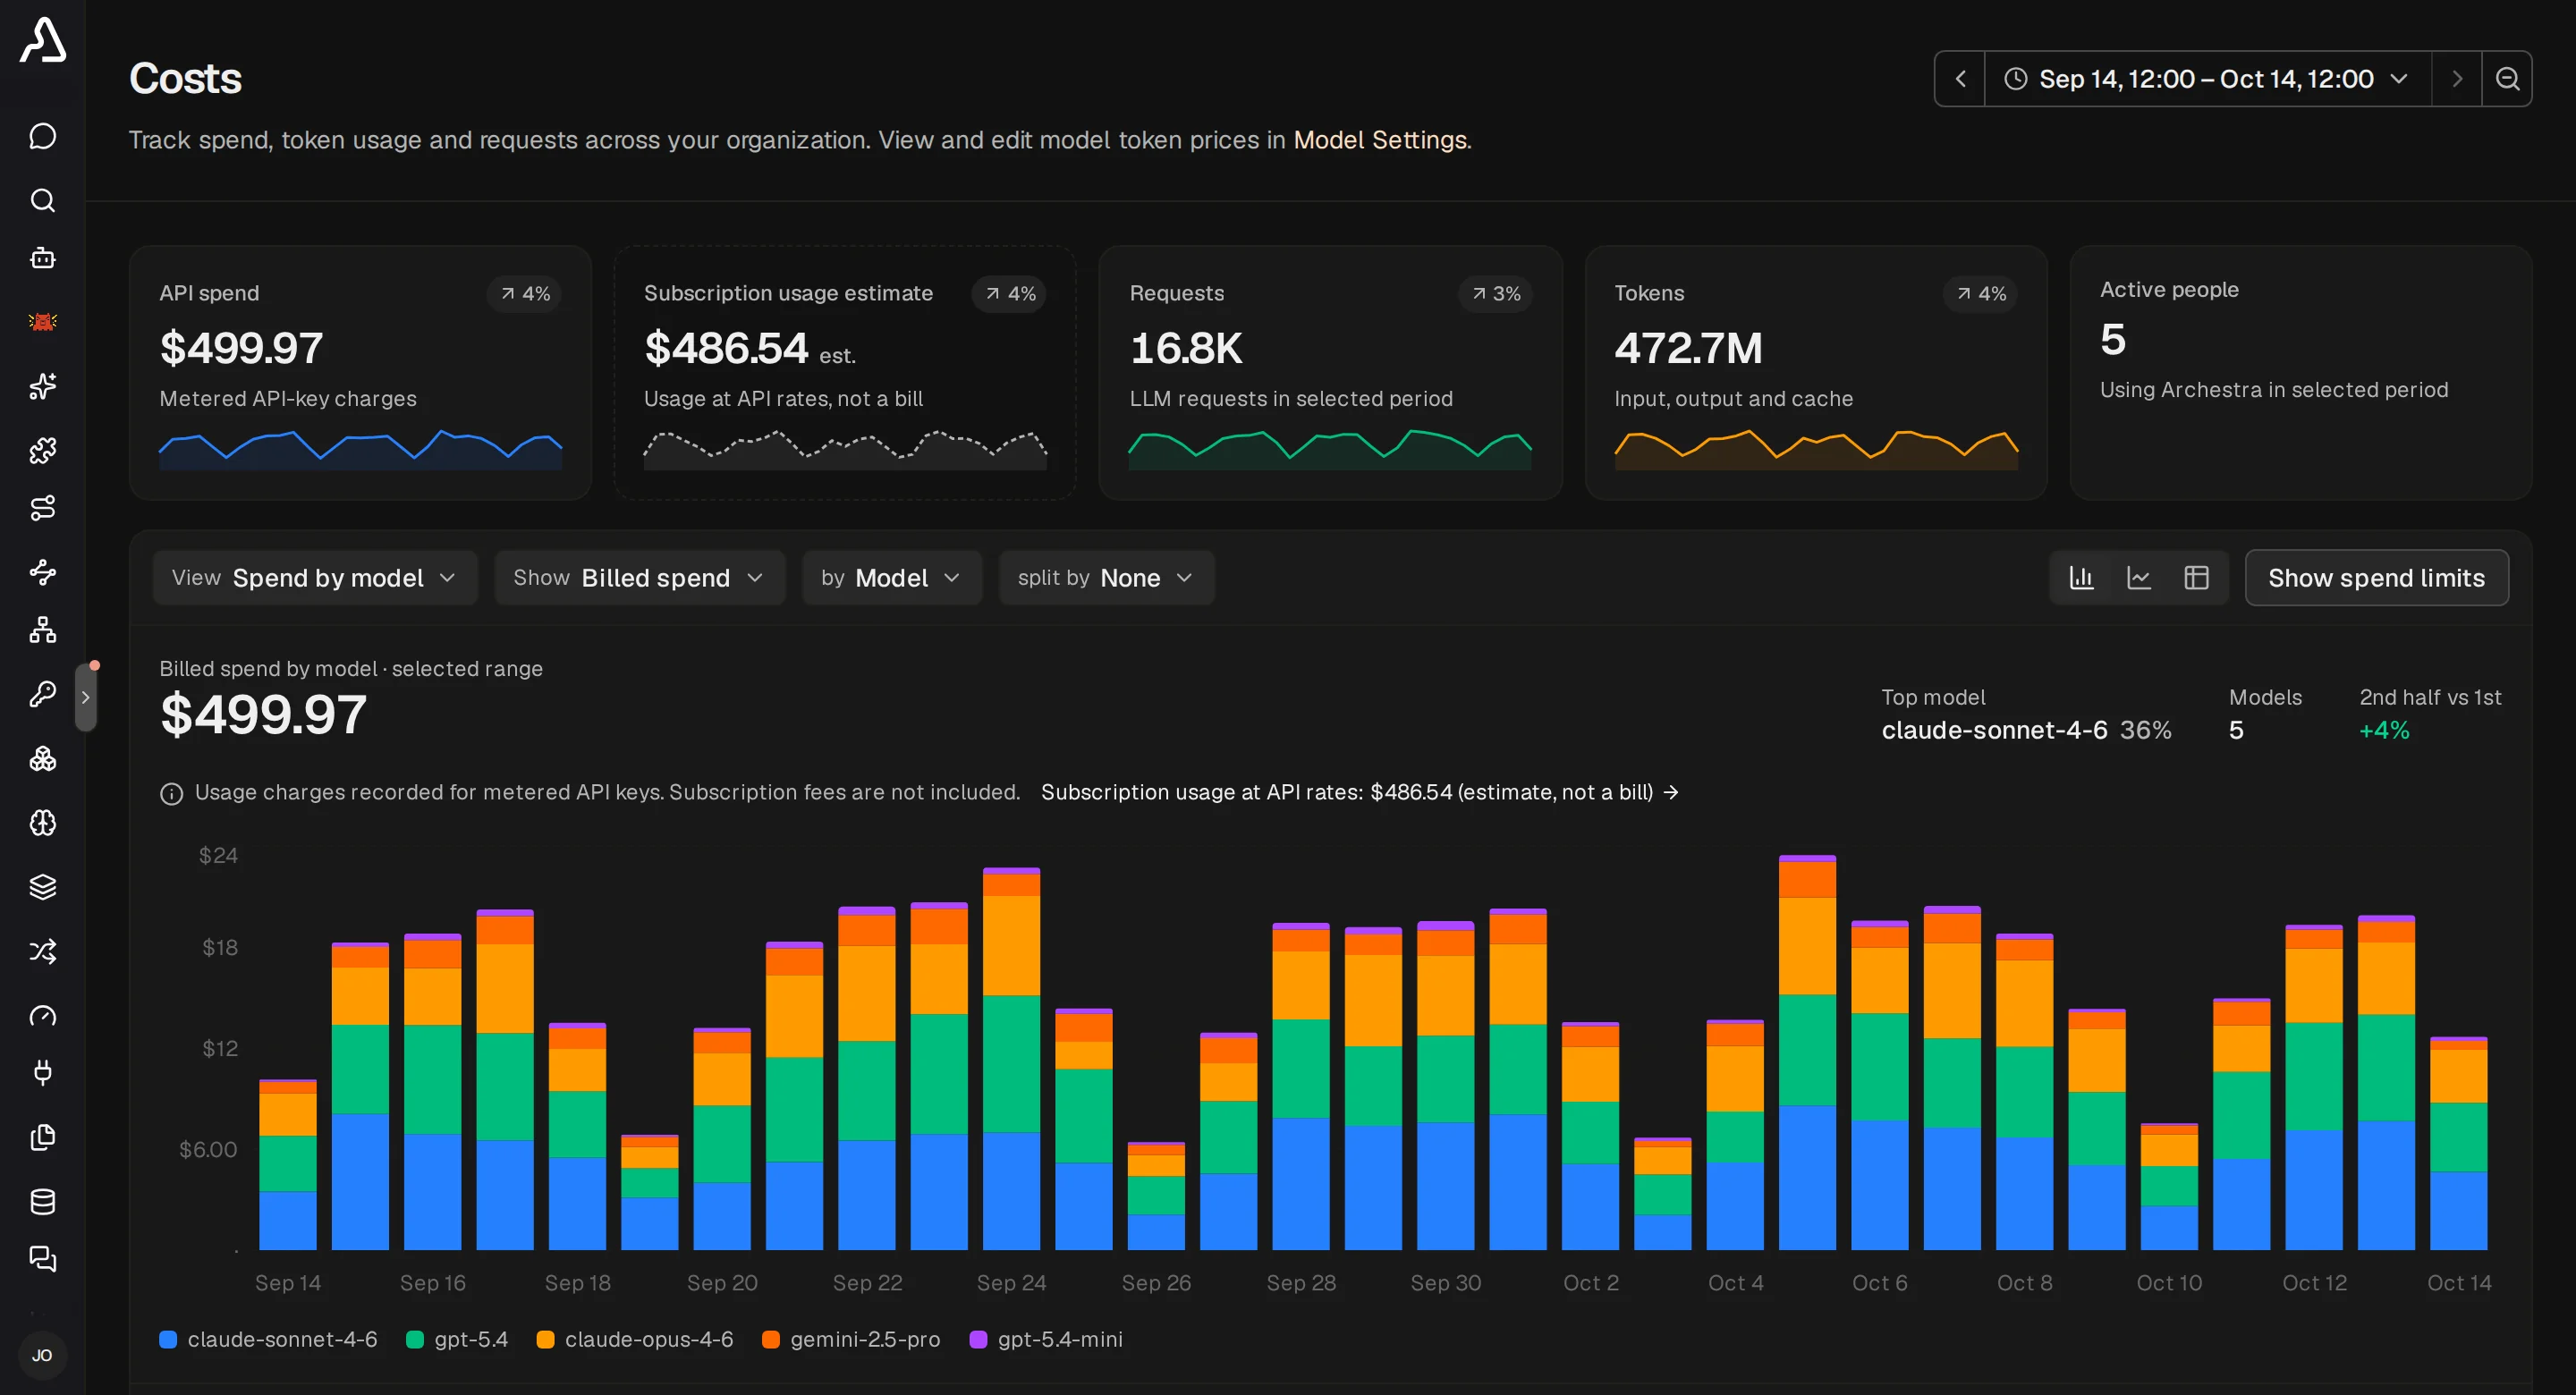 Costs
Sep 14, 12:00 – Oct 14, 12:00
Track spend, token usage and requests across your organization. View and edit model token prices in Model Settings.
API spend
4%
$499.97
Metered API-key charges
Subscription usage estimate
4%
$486.54 est.
Usage at API rates, not a bill
Requests
3%
16.8K
LLM requests in selected period
Tokens
4%
472.7M
Input, output and cache
Active people
5
Using Archestra in selected period
View Spend by model
Show Billed spend
by Model
split by None
Show spend limits
Billed spend by model · selected range
$499.97
Top model
claude-sonnet-4-6 36%
Models
5
2nd half vs 1st
+4%
Usage charges recorded for metered API keys. Subscription fees are not included. Subscription usage at API rates: $486.54 (estimate, not a bill) →
$24
$18
$12
$6.00
Sep 14 Sep 16 Sep 18 Sep 20 Sep 22 Sep 24 Sep 26 Sep 28 Sep 30 Oct 2 Oct 4 Oct 6 Oct 8 Oct 10 Oct 12 Oct 14
claude-sonnet-4-6 gpt-5.4 claude-opus-4-6 gemini-2.5-pro gpt-5.4-mini
JO